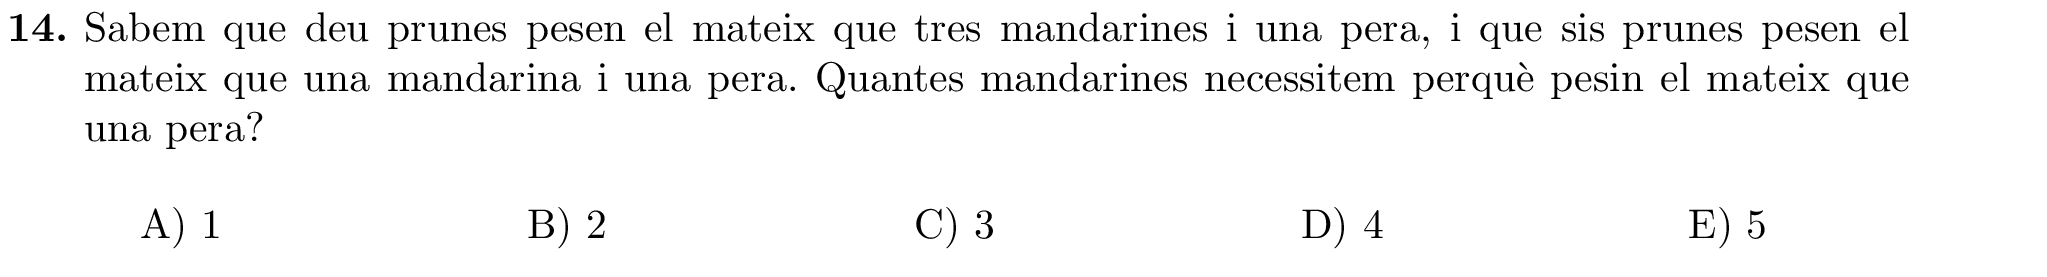 14. Sabem que deu prunes pesen el mateix que tres mandarines i una pera, i que sis prunes pesen el
mateix que una mandarina i una pera. Quantes mandarines necessitem perquè pesin el mateix que
una pera?
A) 1 B) 2 C) 3 D) 4 E) 5